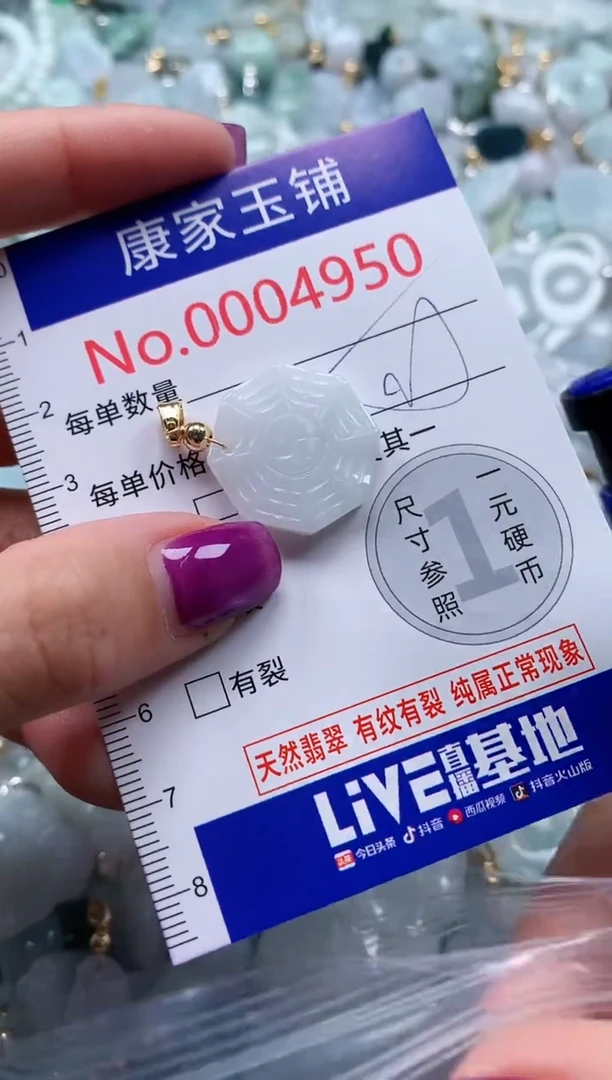 康家玉铺
No.0004950
每单数量
每单价格
其一
一元硬币
1
尺寸参照
有裂
天然翡翠 有纹有裂 纯属正常现象
LiVE直播基地
头条 今日头条 抖音 西瓜视频 抖音火山版
0
1
2
3
6
7
8